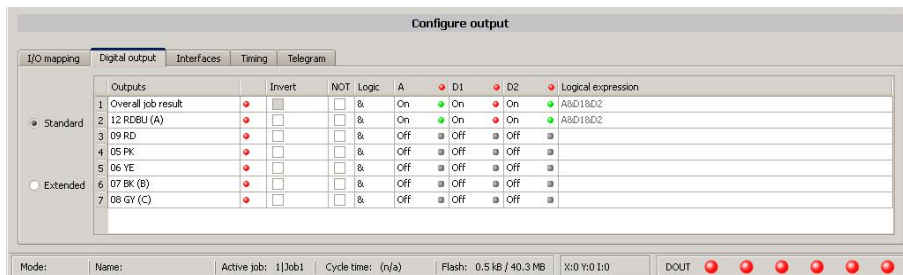 Configure output
I/O mapping Digital output Interfaces Timing Telegram
Outputs Invert NOT Logic A D1 D2 Logical expression
1 Overall job result & On On On A&D1&D2
Standard 2 12 RDBU (A) & On On On A&D1&D2
3 09 RD & Off Off Off
4 05 PK & Off Off Off
5 06 YE & Off Off Off
Extended 6 07 BK (B) & Off Off Off
7 08 GY (C) & Off Off Off
Mode: Name: Active job: 1|Job1 Cycle time: (n/a) Flash: 0.5 kB / 40.3 MB X:0 Y:0 I:0 DOUT